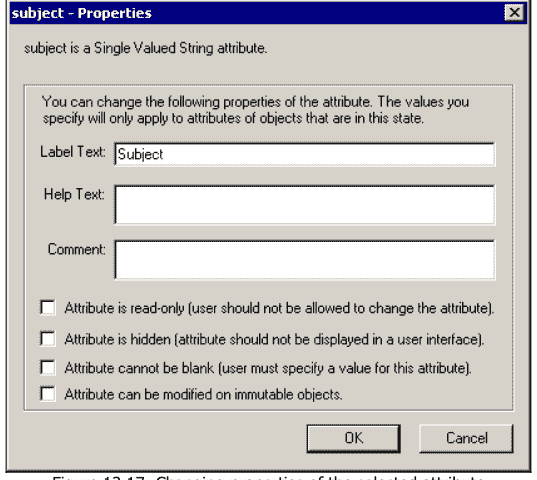 subject - Properties
subject is a Single Valued String attribute.
You can change the following properties of the attribute. The values you
specify will only apply to attributes of objects that are in this state.
Label Text: Subject
Help Text:
Comment:
Attribute is read-only (user should not be allowed to change the attribute).
Attribute is hidden (attribute should not be displayed in a user interface).
Attribute cannot be blank (user must specify a value for this attribute).
Attribute can be modified on immutable objects.
OK Cancel